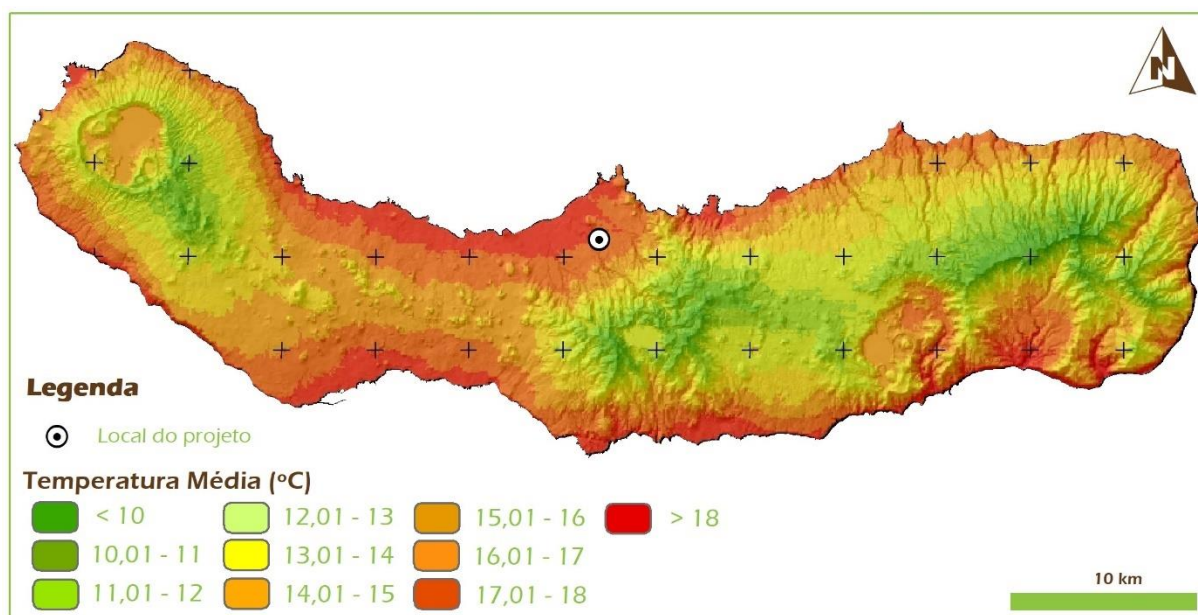 N
Legenda
Local do projeto
Temperatura Média (ºC)
< 10
12,01 - 13
15,01 - 16
> 18
10,01 - 11
13,01 - 14
16,01 - 17
11,01 - 12
14,01 - 15
17,01 - 18
10 km